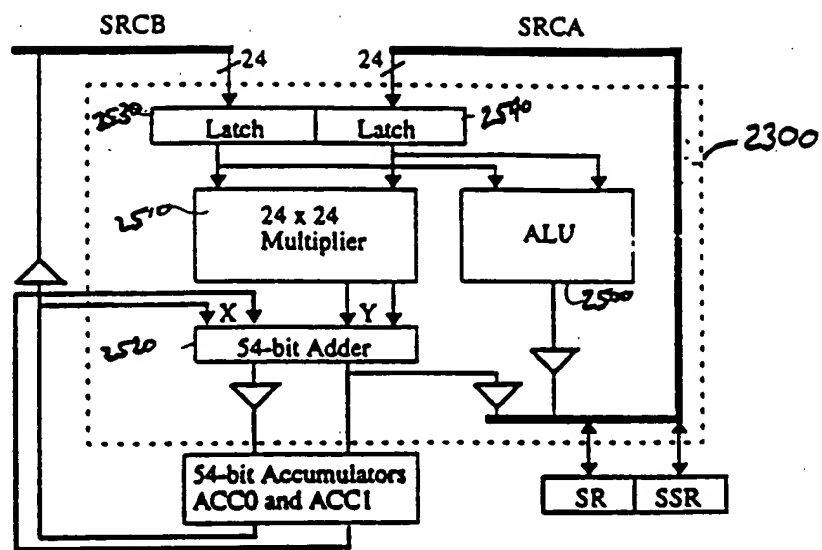 SRCB SRCA
24 24
2530 Latch Latch 2540
2300
2510 24 x 24
Multiplier
ALU
2500
X Y
2520 54-bit Adder
54-bit Accumulators
ACC0 and ACC1
SR SSR